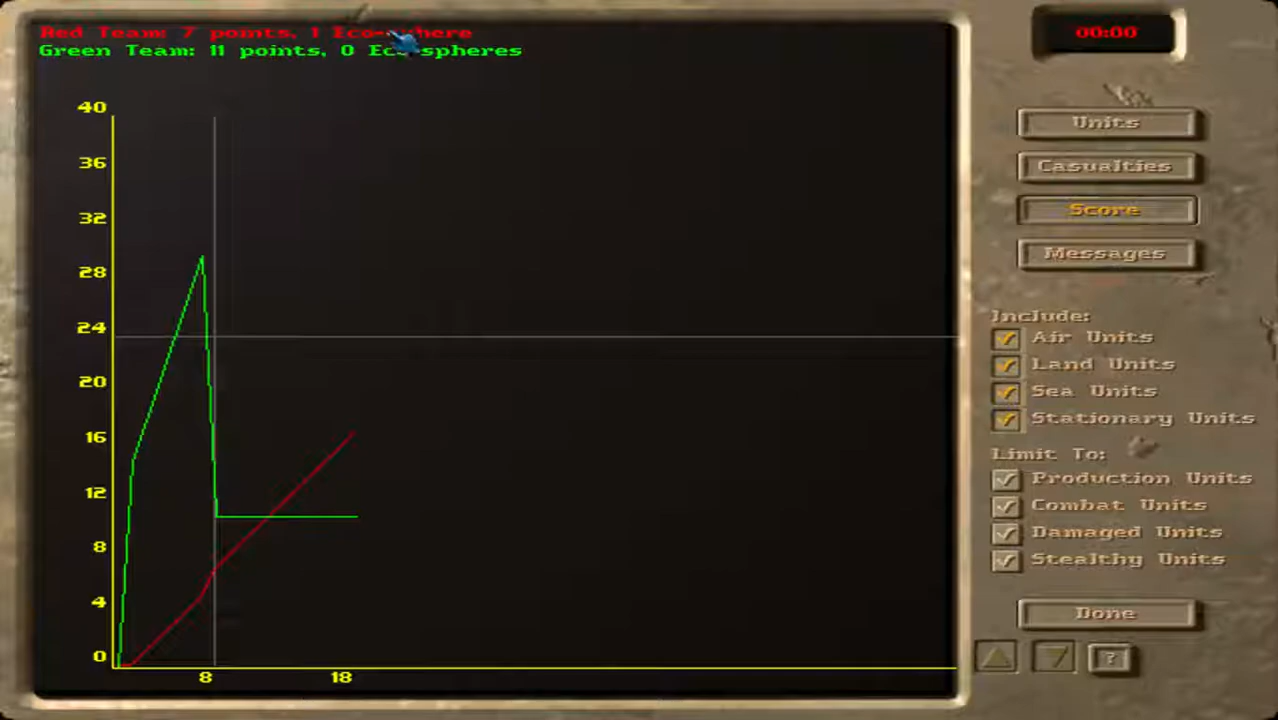 Red Team: 7 points, 1 Eco-sphere
Green Team: 11 points, 0 Eco-spheres
00:00
40
36
32
28
24
20
16
12
8
4
0
8
18
Units
Casualties
Score
Messages
Include:
Air Units
Land Units
Sea Units
Stationary Units
Limit To:
Production Units
Combat Units
Damaged Units
Stealthy Units
Done
?